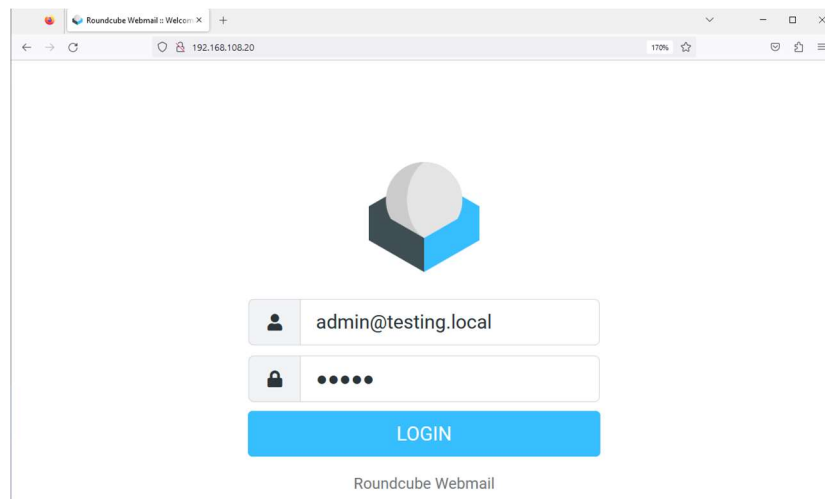 Roundcube Webmail :: Welcom
192.168.108.20
170%
admin@testing.local
LOGIN
Roundcube Webmail